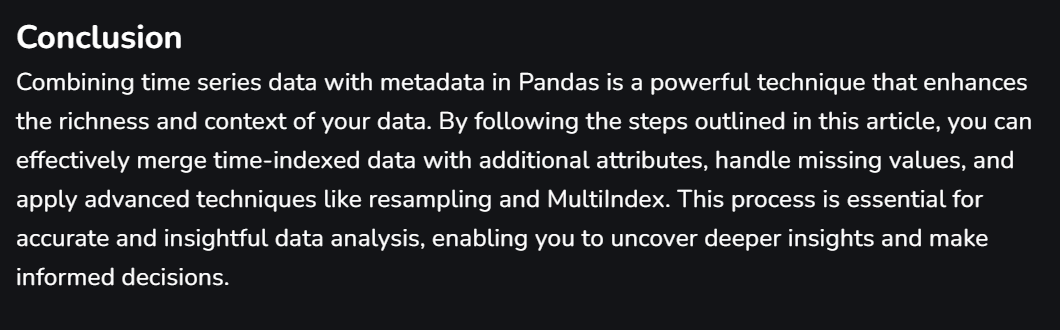 Conclusion
Combining time series data with metadata in Pandas is a powerful technique that enhances
the richness and context of your data. By following the steps outlined in this article, you can
effectively merge time-indexed data with additional attributes, handle missing values, and
apply advanced techniques like resampling and MultiIndex. This process is essential for
accurate and insightful data analysis, enabling you to uncover deeper insights and make
informed decisions.